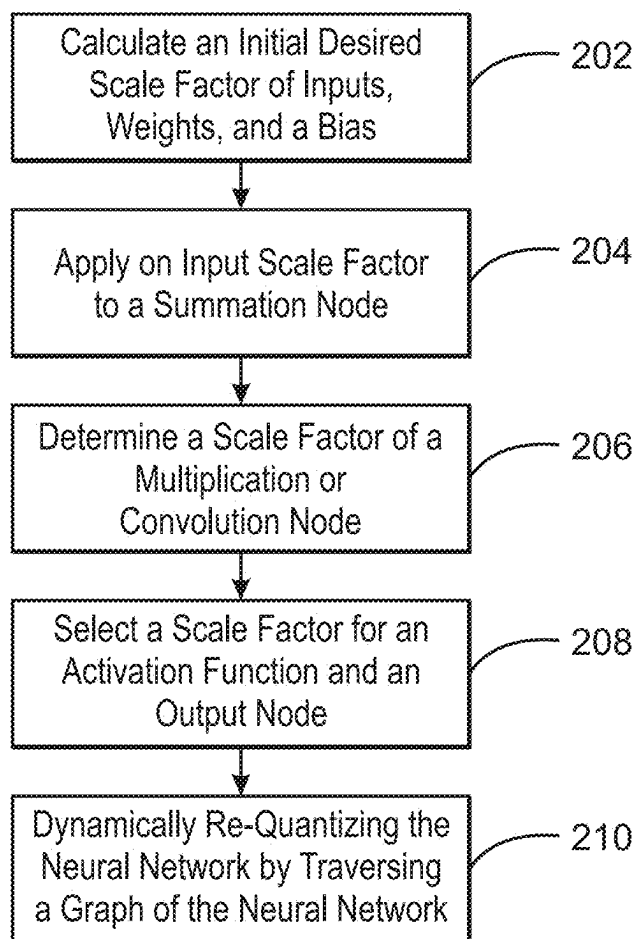 Calculate an Initial Desired
Scale Factor of Inputs,
Weights, and a Bias
202
Apply on Input Scale Factor
to a Summation Node
204
Determine a Scale Factor of a
Multiplication or
Convolution Node
206
Select a Scale Factor for an
Activation Function and an
Output Node
208
Dynamically Re-Quantizing the
Neural Network by Traversing
a Graph of the Neural Network
210